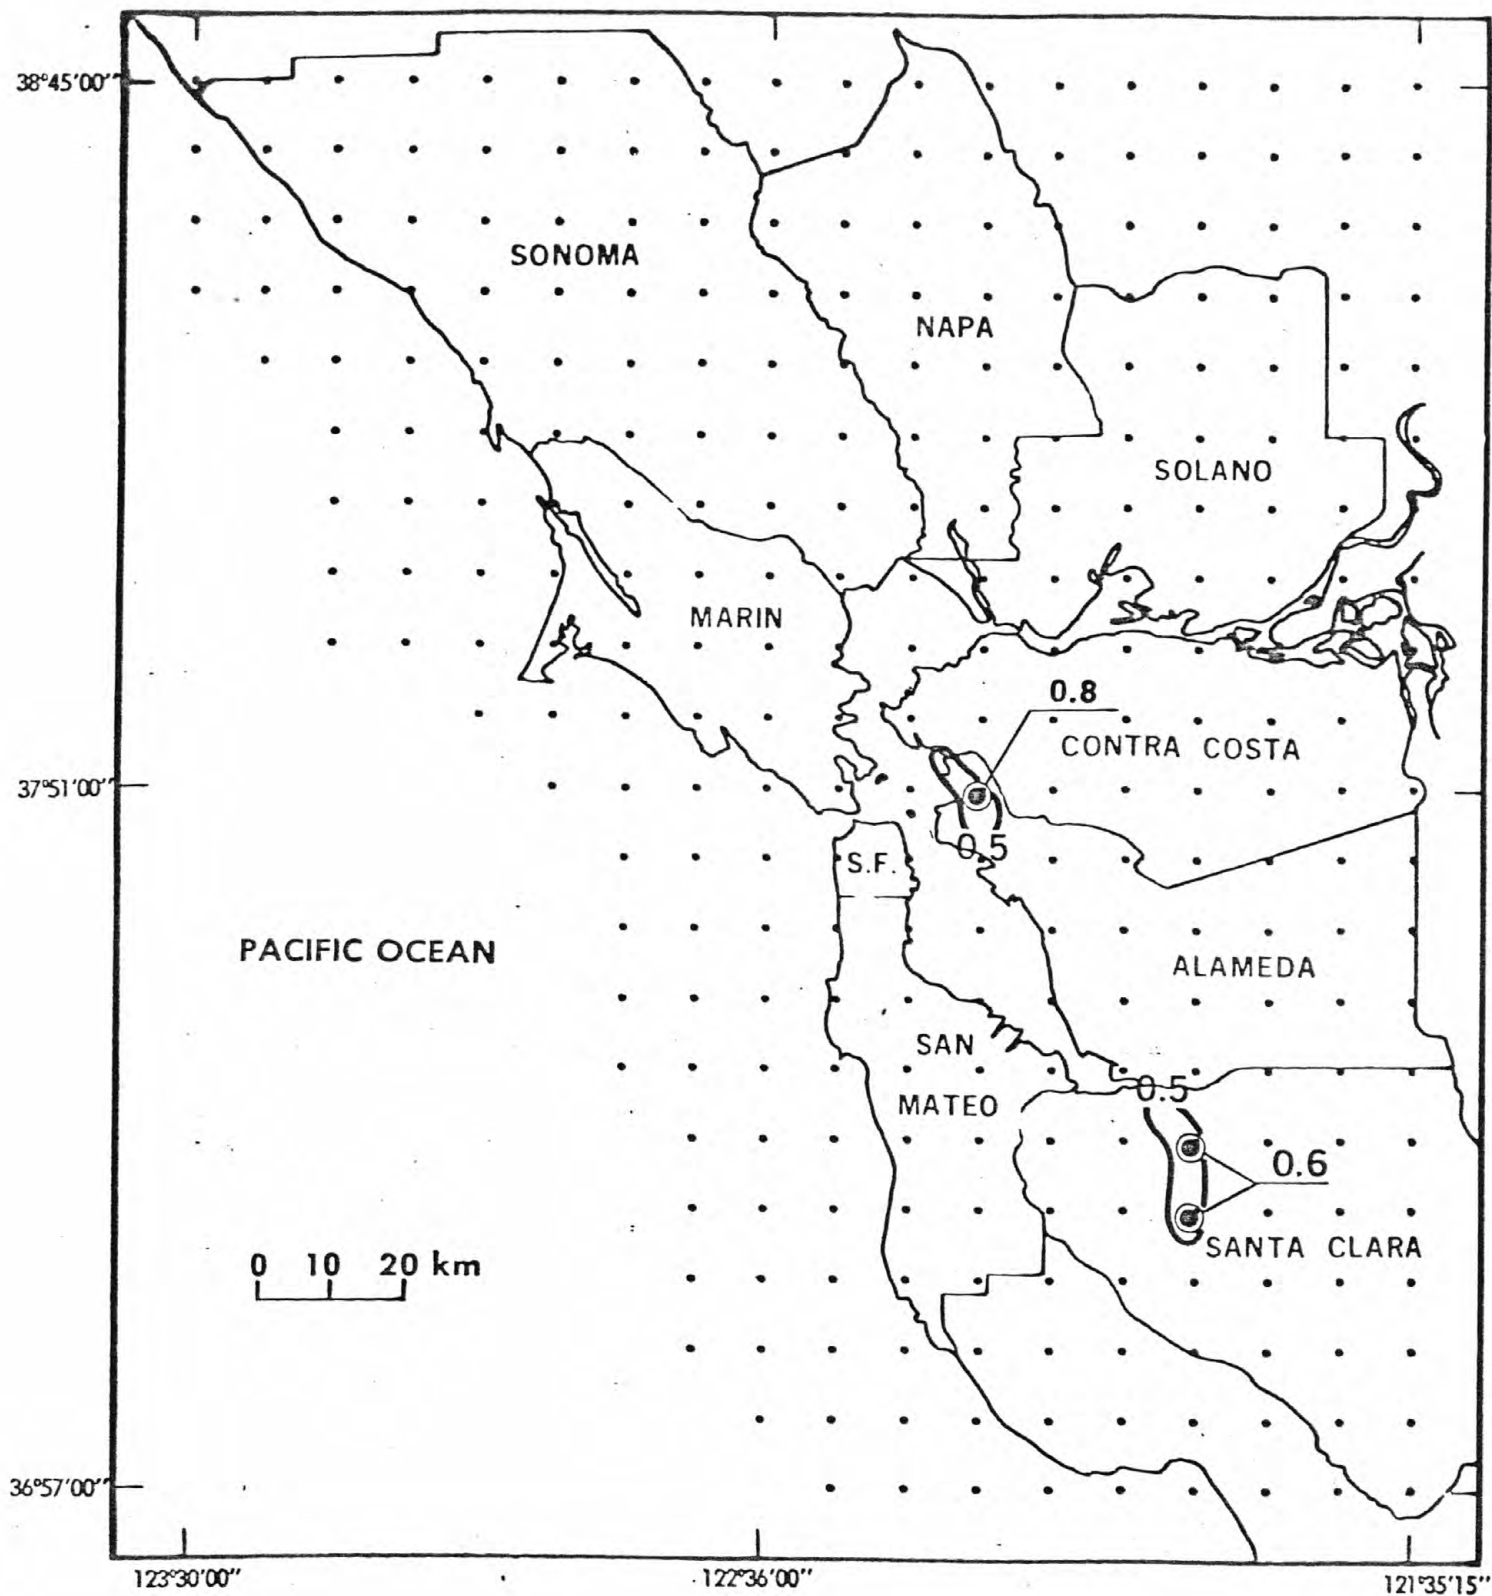 38°45'00"
SONOMA
NAPA
SOLANO
MARIN
0.8
CONTRA COSTA
37°51'00"
0.5
S.F.
PACIFIC OCEAN
ALAMEDA
SAN
MATEO
0.5
0.6
SANTA CLARA
0 10 20 km
36°57'00"
123°30'00" 122°36'00" 121°35'15"